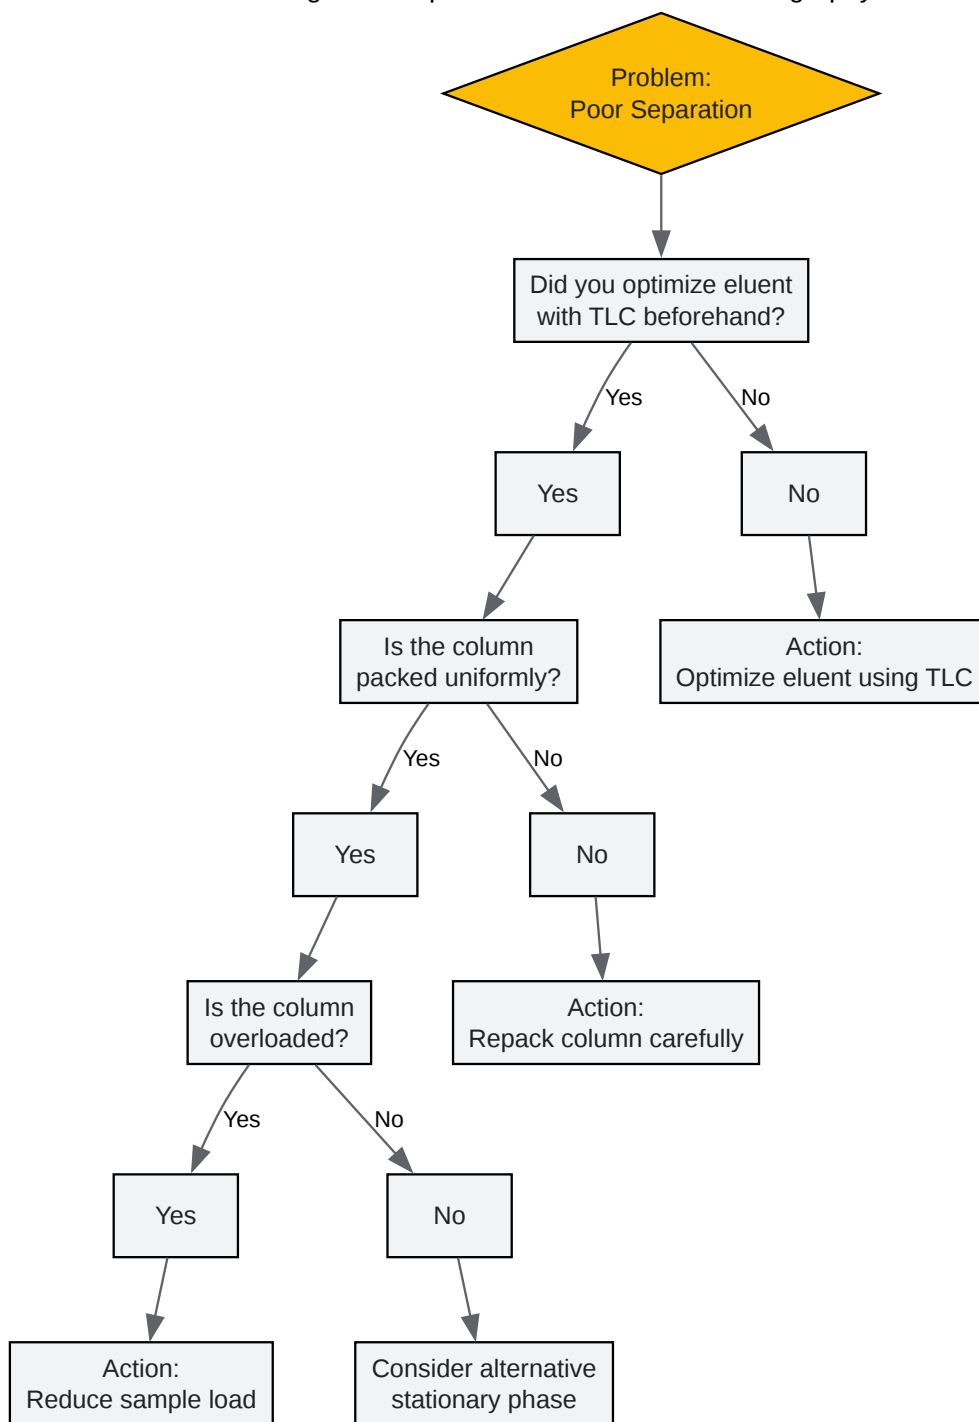 Problem:
Poor Separation
Did you optimize eluent
with TLC beforehand?
Yes
No
Yes
No
Is the column
packed uniformly?
Action:
Optimize eluent using TLC
Yes
No
Yes
No
Is the column
overloaded?
Action:
Repack column carefully
Yes
No
Yes
No
Action:
Reduce sample load
Consider alternative
stationary phase